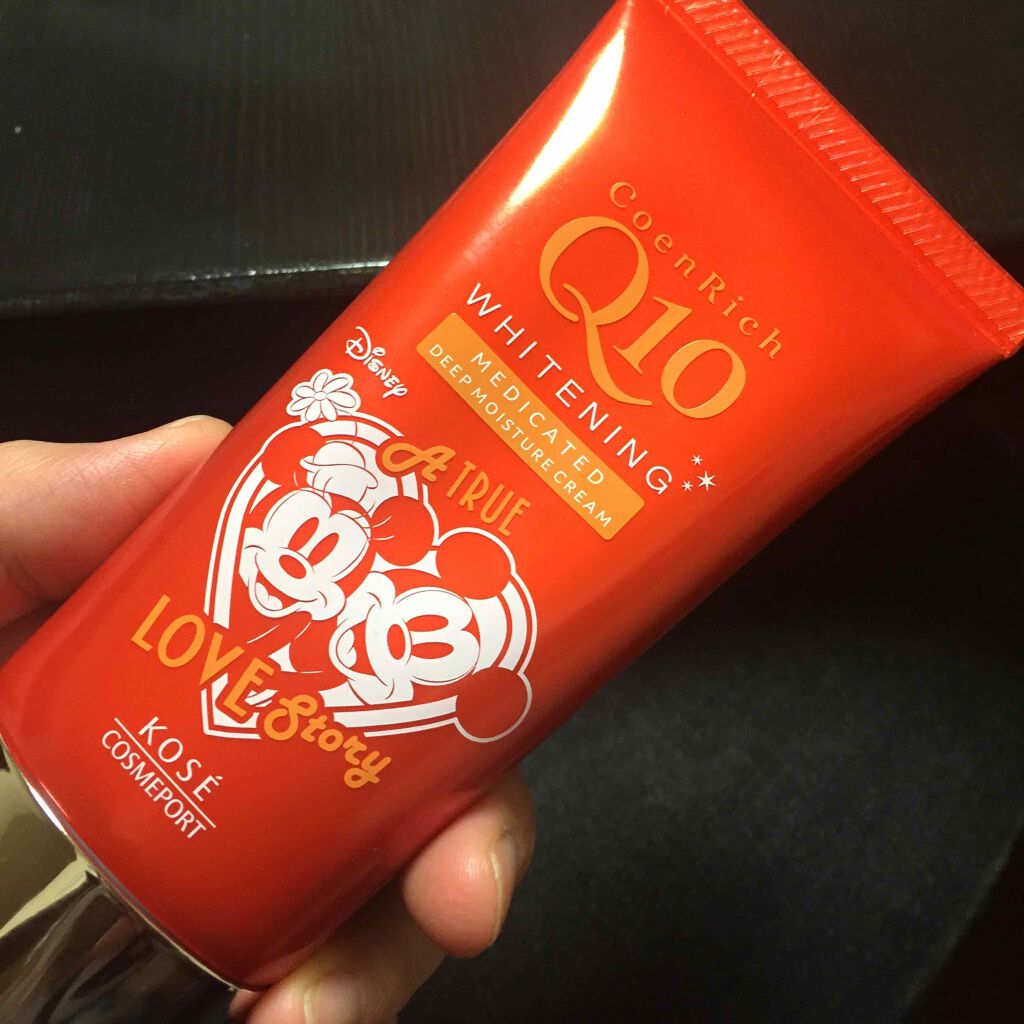 CoenRich
Q10
WHITENING
MEDICATED
DEEP MOISTURE CREAM
Disney
A TRUE
LOVE Story
KOSÉ
COSMEPORT